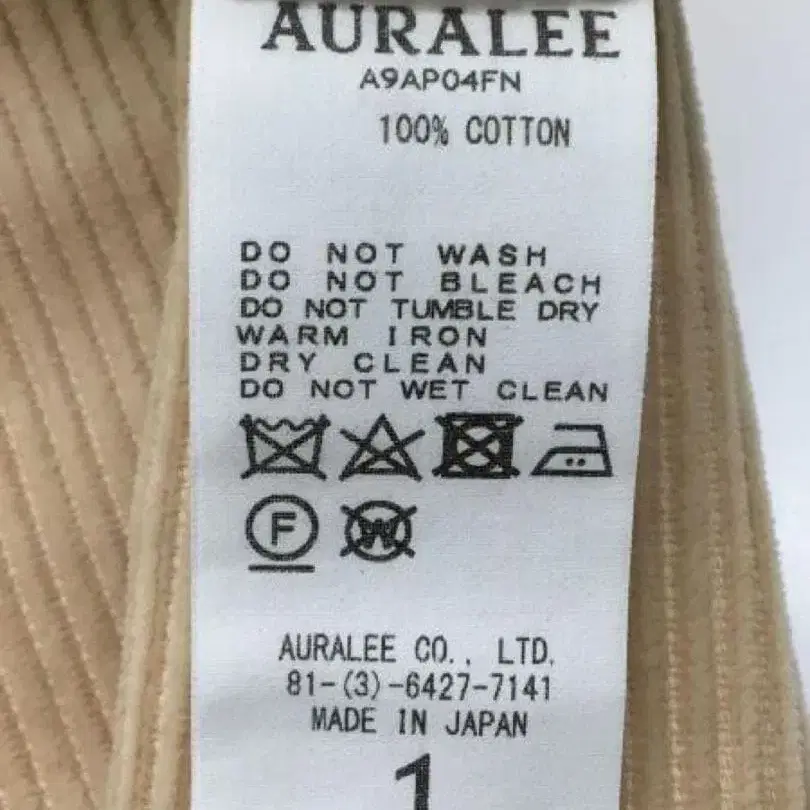 AURALEE
A9AP04FN
100% COTTON
DO NOT WASH
DO NOT BLEACH
DO NOT TUMBLE DRY
WARM IRON
DRY CLEAN
DO NOT WET CLEAN
F W
AURALEE CO., LTD.
81-(3)-6427-7141
MADE IN JAPAN
1